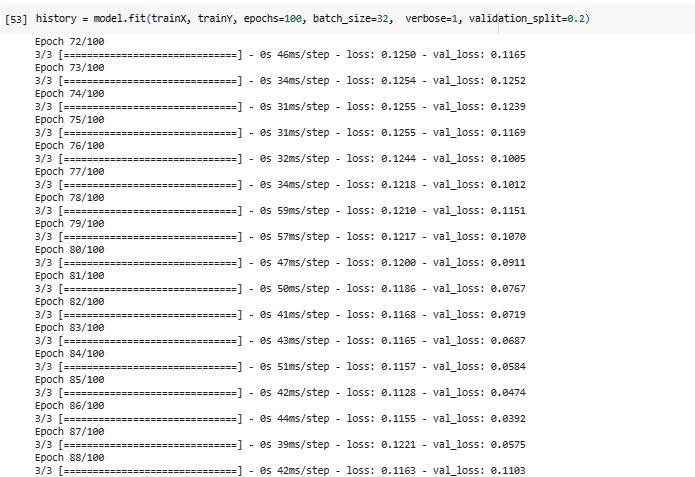 [53] history = model.fit(trainX, trainY, epochs=100, batch_size=32,  verbose=1, validation_split=0.2)
Epoch 72/100
3/3 [==============================] - 0s 46ms/step - loss: 0.1250 - val_loss: 0.1165
Epoch 73/100
3/3 [==============================] - 0s 34ms/step - loss: 0.1254 - val_loss: 0.1252
Epoch 74/100
3/3 [==============================] - 0s 31ms/step - loss: 0.1255 - val_loss: 0.1239
Epoch 75/100
3/3 [==============================] - 0s 31ms/step - loss: 0.1255 - val_loss: 0.1169
Epoch 76/100
3/3 [==============================] - 0s 32ms/step - loss: 0.1244 - val_loss: 0.1005
Epoch 77/100
3/3 [==============================] - 0s 34ms/step - loss: 0.1218 - val_loss: 0.1012
Epoch 78/100
3/3 [==============================] - 0s 59ms/step - loss: 0.1210 - val_loss: 0.1151
Epoch 79/100
3/3 [==============================] - 0s 57ms/step - loss: 0.1217 - val_loss: 0.1070
Epoch 80/100
3/3 [==============================] - 0s 47ms/step - loss: 0.1200 - val_loss: 0.0911
Epoch 81/100
3/3 [==============================] - 0s 50ms/step - loss: 0.1186 - val_loss: 0.0767
Epoch 82/100
3/3 [==============================] - 0s 41ms/step - loss: 0.1168 - val_loss: 0.0719
Epoch 83/100
3/3 [==============================] - 0s 43ms/step - loss: 0.1165 - val_loss: 0.0687
Epoch 84/100
3/3 [==============================] - 0s 51ms/step - loss: 0.1157 - val_loss: 0.0584
Epoch 85/100
3/3 [==============================] - 0s 42ms/step - loss: 0.1128 - val_loss: 0.0474
Epoch 86/100
3/3 [==============================] - 0s 44ms/step - loss: 0.1155 - val_loss: 0.0392
Epoch 87/100
3/3 [==============================] - 0s 39ms/step - loss: 0.1221 - val_loss: 0.0575
Epoch 88/100
3/3 [==============================] - 0s 42ms/step - loss: 0.1163 - val_loss: 0.1103